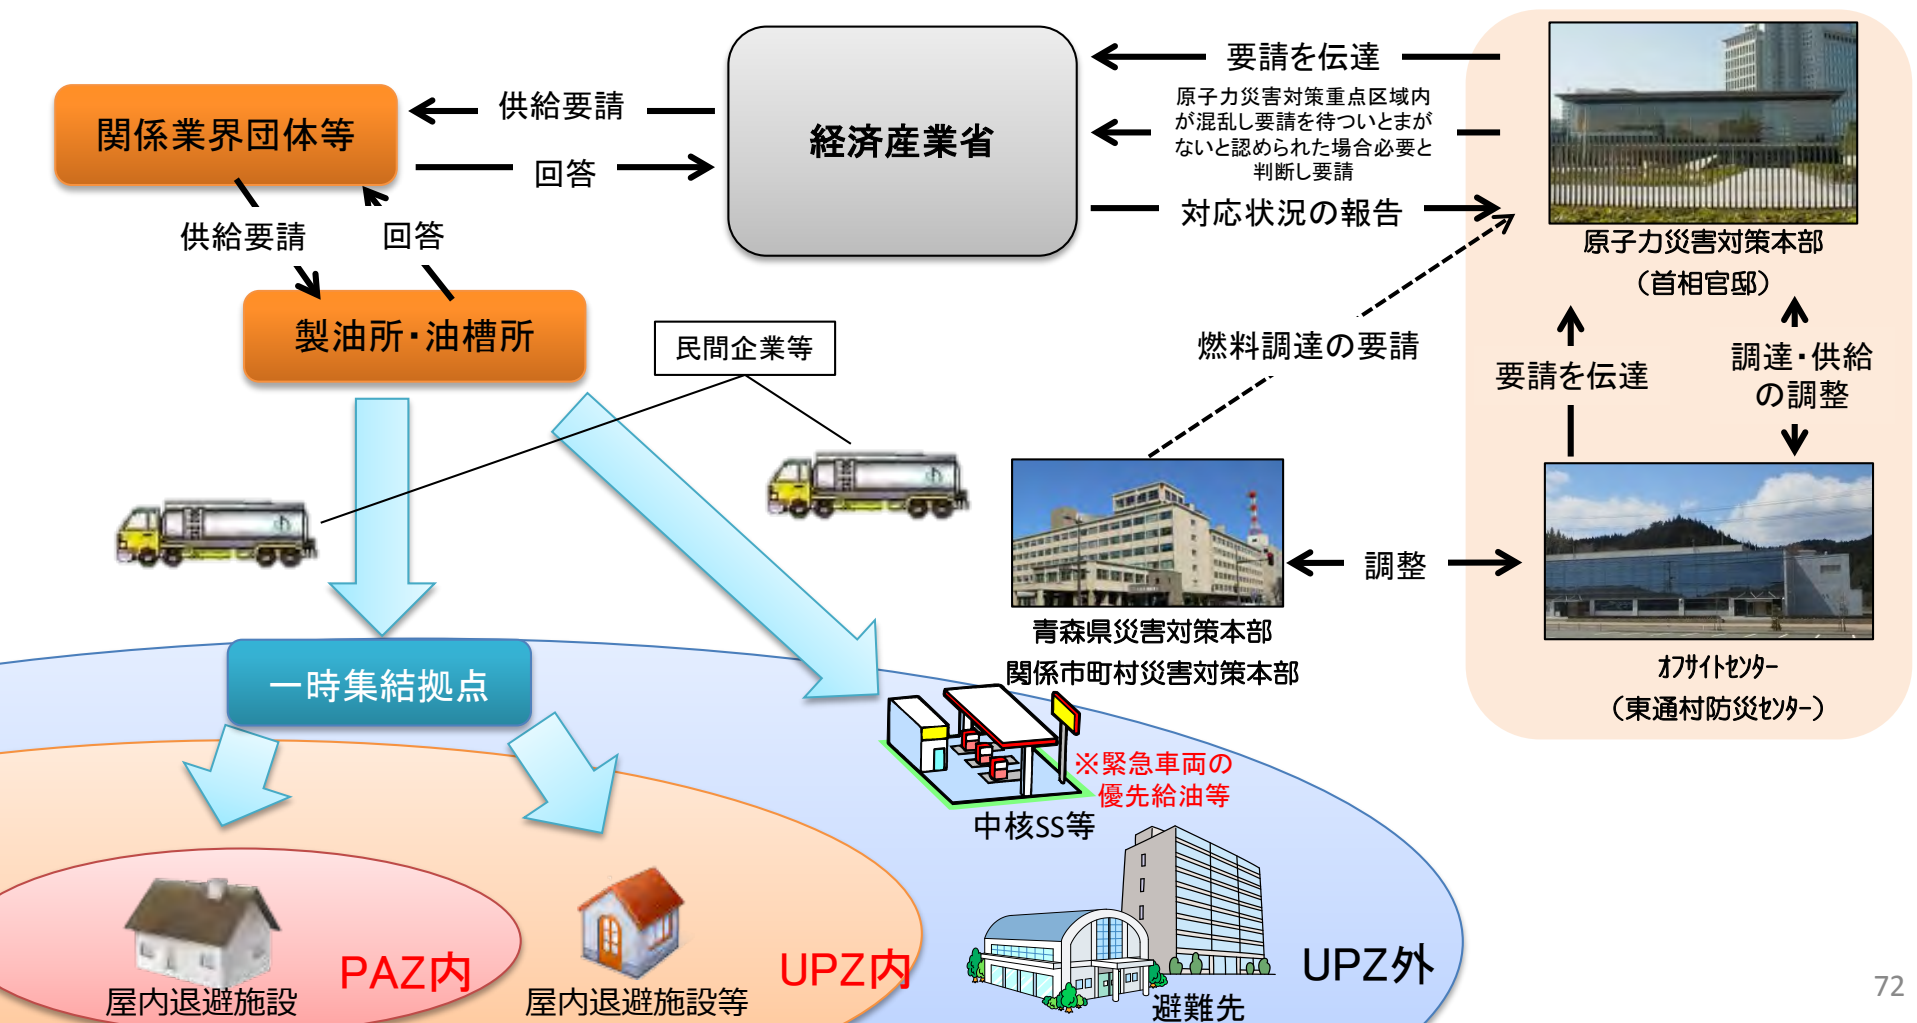 要請を伝達
原子力災害対策重点区域内
が混乱し要請を待ついとまが
ないと認められた場合必要と
判断し要請
対応状況の報告
経済産業省
供給要請
回答
関係業界団体等
供給要請
回答
製油所・油槽所
民間企業等
原子力災害対策本部
（首相官邸）
燃料調達の要請
要請を伝達
調達・供給
の調整
調整
青森県災害対策本部
関係市町村災害対策本部
ｵﾌｻｲﾄｾﾝﾀｰ
（東通村防災ｾﾝﾀｰ）
一時集結拠点
※緊急車両の
優先給油等
中核SS等
PAZ内
屋内退避施設
UPZ内
屋内退避施設等
UPZ外
避難先
72